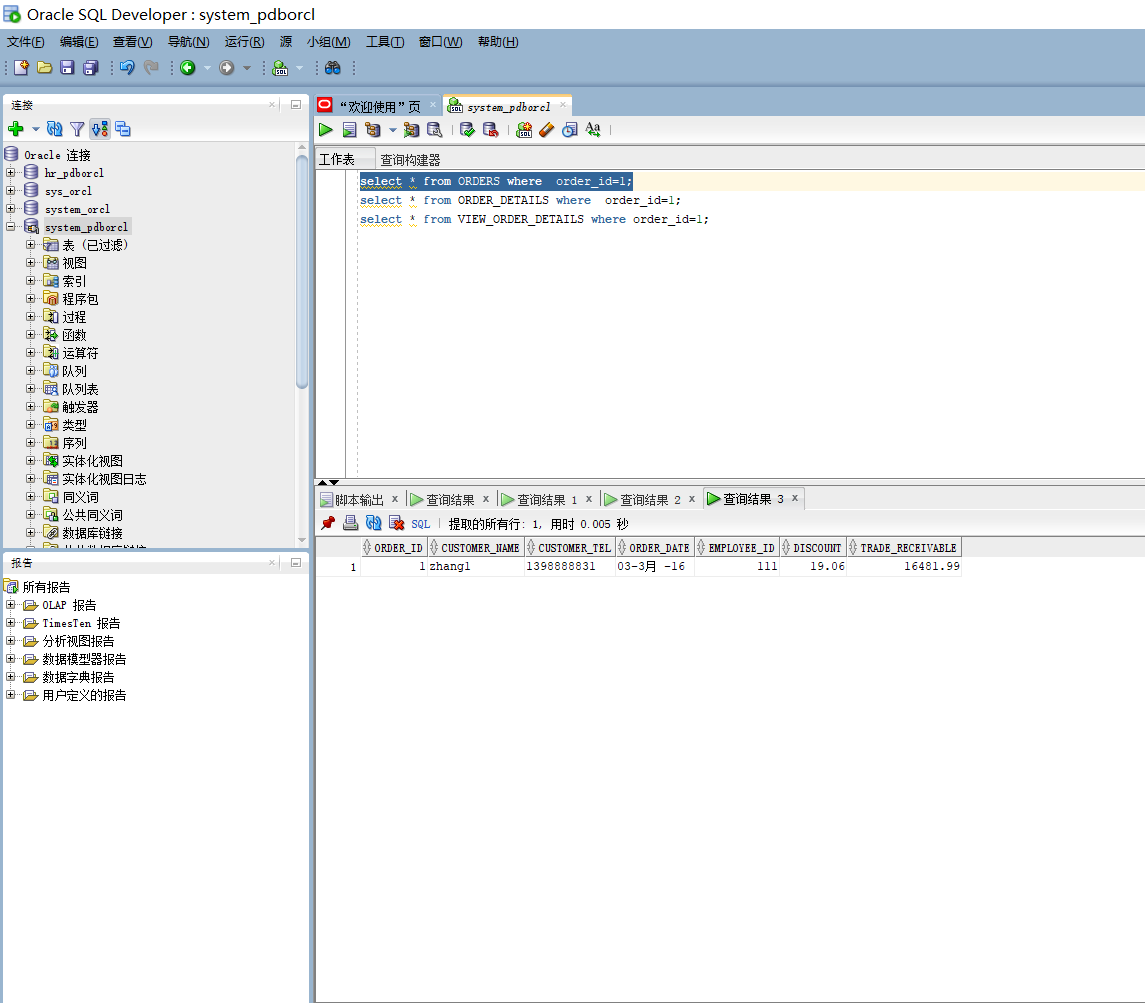 Oracle SQL Developer : system_pdborcl
文件(F) 编辑(E) 查看(V) 导航(N) 运行(R) 源 小组(M) 工具(T) 窗口(W) 帮助(H)
连接
Oracle 连接
hr_pdborcl
sys_orcl
system_orcl
system_pdborcl
表 (已过滤)
视图
索引
程序包
过程
函数
运算符
队列
队列表
触发器
类型
序列
实体化视图
实体化视图日志
同义词
公共同义词
数据库链接
报告
所有报告
OLAP 报告
TimesTen 报告
分析视图报告
数据模型器报告
数据字典报告
用户定义的报告
“欢迎使用”页 system_pdborcl
工作表 查询构建器
select * from ORDERS where  order_id=1;
select * from ORDER_DETAILS where  order_id=1;
select * from VIEW_ORDER_DETAILS where order_id=1;
脚本输出 x 查询结果 x 查询结果 1 x 查询结果 2 x 查询结果 3 x
SQL | 提取的所有行: 1, 用时 0.005 秒
ORDER_ID CUSTOMER_NAME CUSTOMER_TEL ORDER_DATE EMPLOYEE_ID DISCOUNT TRADE_RECEIVABLE
1 1 zhang1 1398888831 03-3月 -16 111 19.06 16481.99